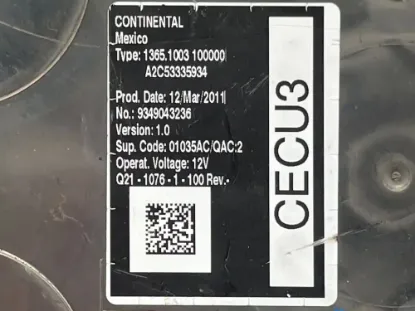 CONTINENTAL
Mexico
Type: 1365.1003 100000
A2C53335934
Prod. Date: 12/Mar/2011
No.: 9349043236
Version: 1.0
Sup. Code: 01035AC/QAC:2
Operat. Voltage: 12V
Q21 - 1076 - 1 - 100 Rev.-
CECU3